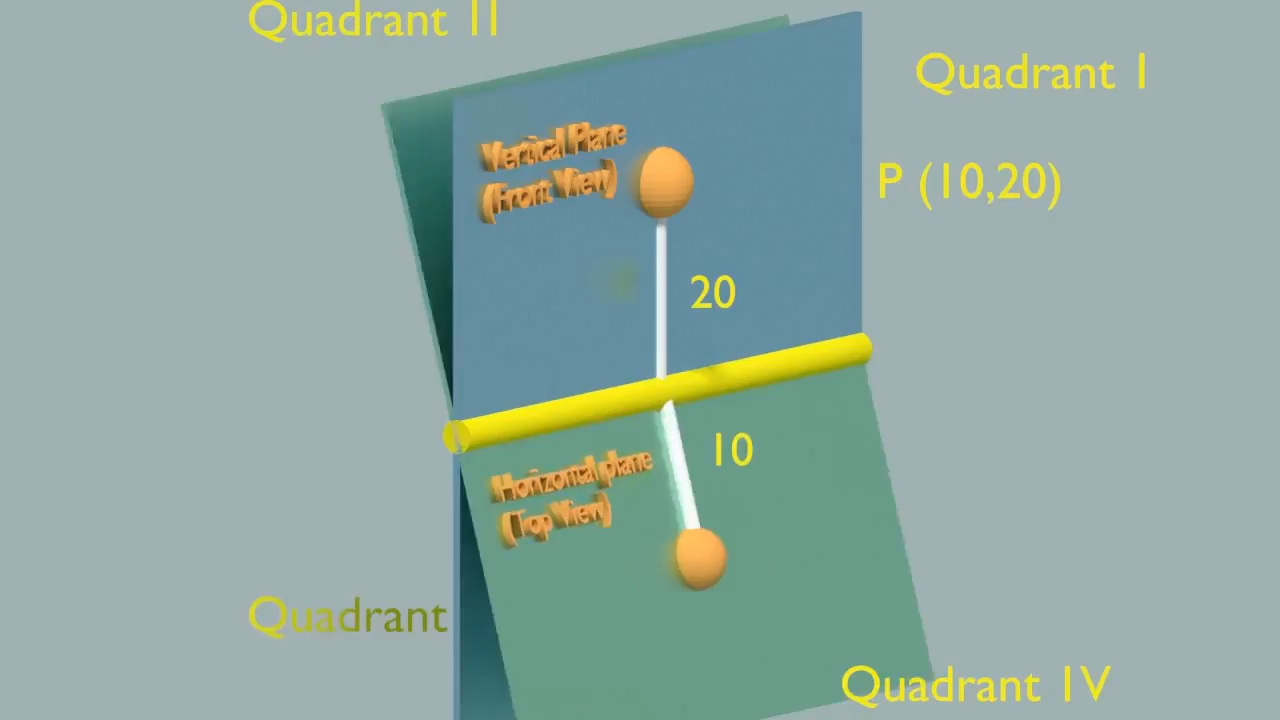 Quadrant II
Quadrant I
Vertical Plane
(Front View)
P (10,20)
20
10
Horizontal plane
(Top View)
Quadrant
Quadrant IV